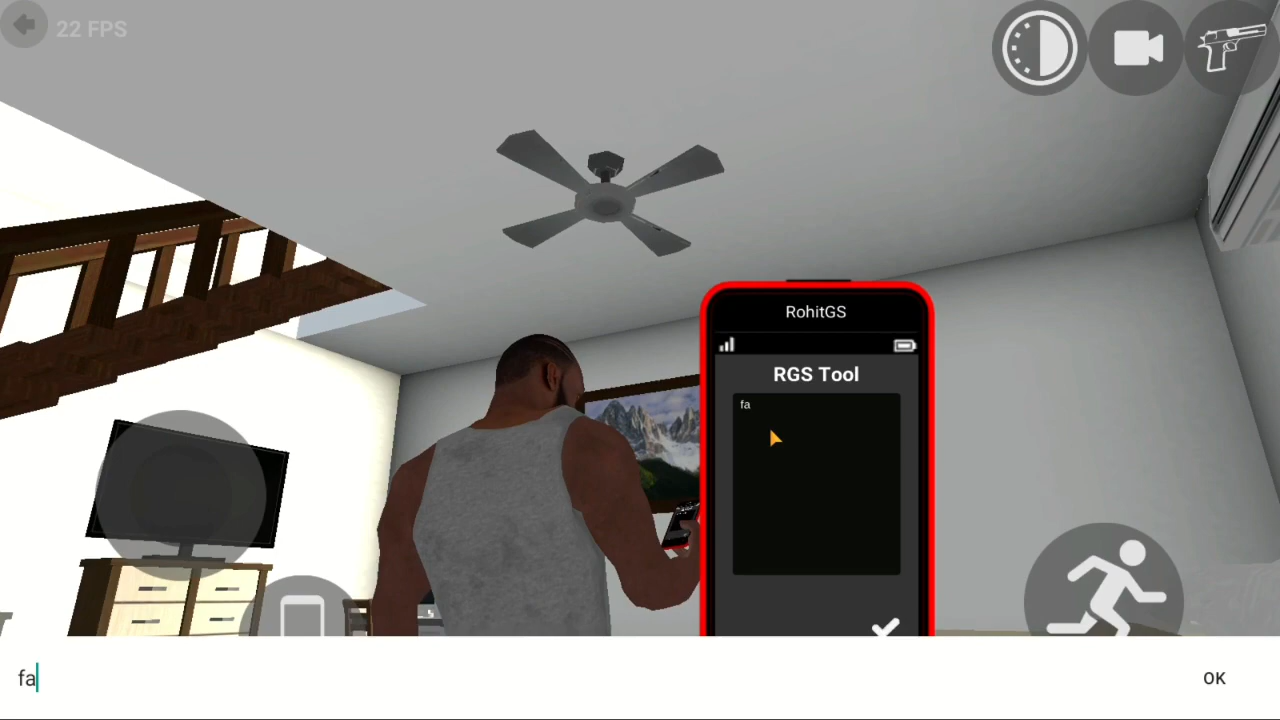 22 FPS
RohitGS
RGS Tool
fa
fa
OK